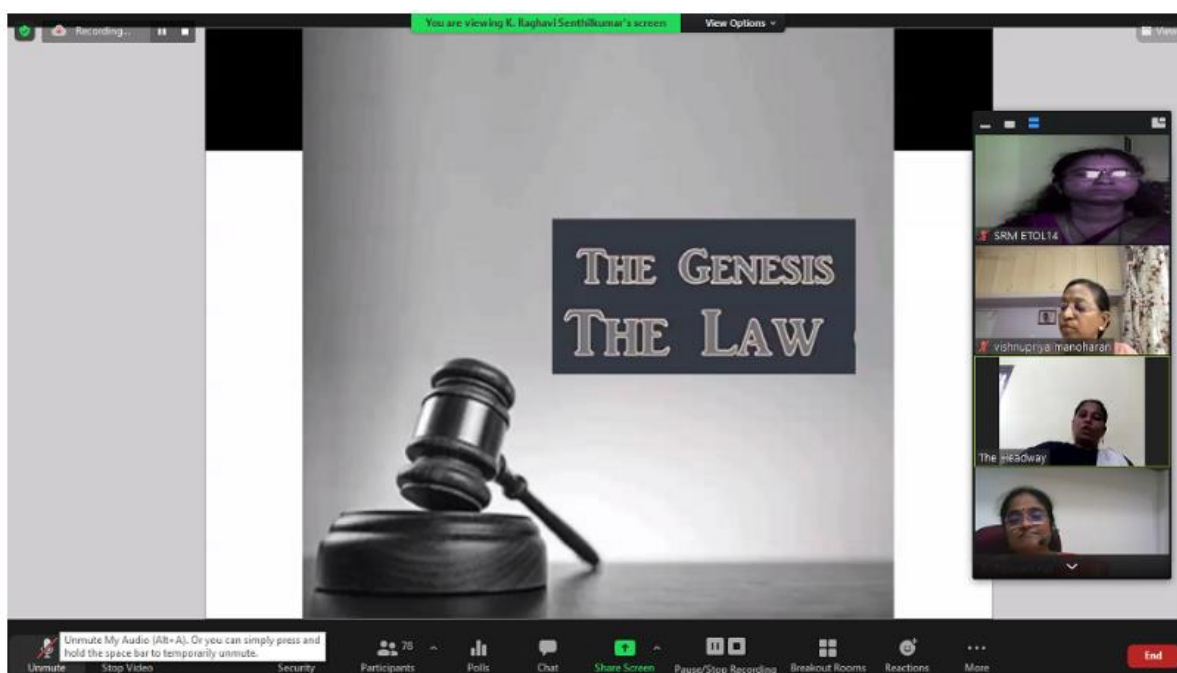 You are viewing K. Raghavi Senthilkumar's screen
View Options
Recording...
View
THE GENESIS
THE LAW
SRM ETOL14
vishnupriya manoharan
The Headway
Unmute My Audio (Alt+A). Or you can simply press and
hold the space bar to temporarily unmute.
Unmute
Stop Video
Security
78
Participants
Polls
Chat
Share Screen
Pause/Stop Recording
Breakout Rooms
Reactions
More
End